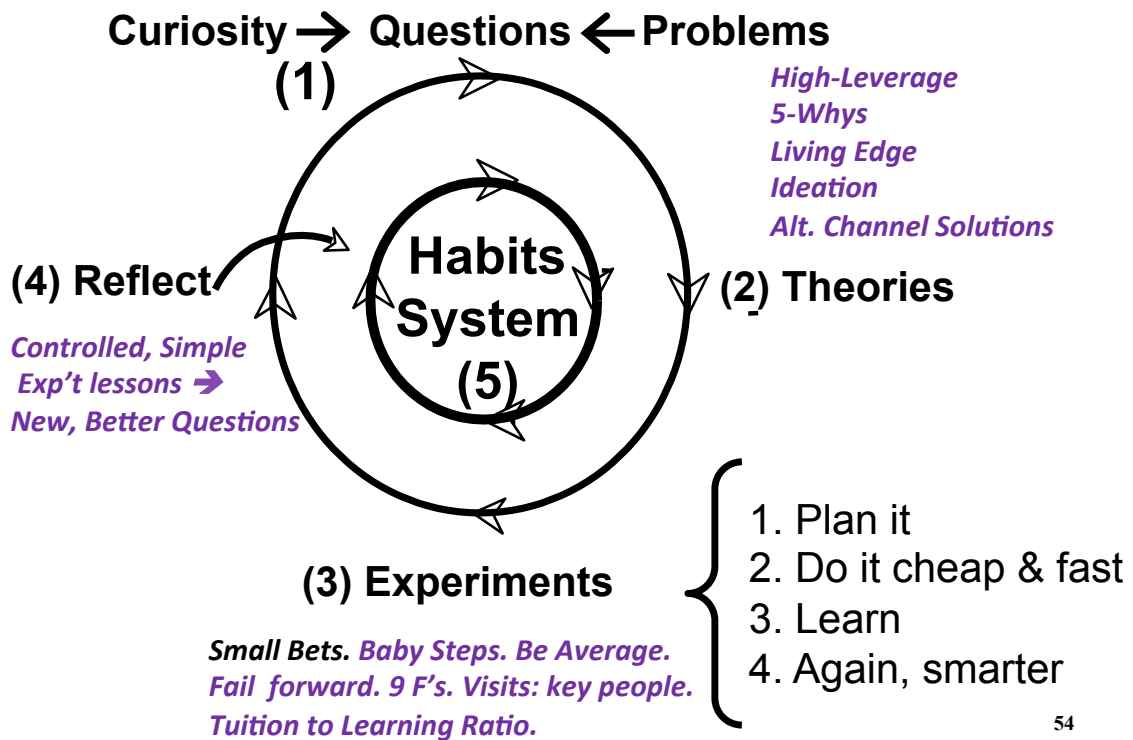 Curiosity → Questions ← Problems
(1)
High-Leverage
5-Whys
Living Edge
Ideation
Alt. Channel Solutions
(4) Reflect
Habits
System
(5)
(2) Theories
Controlled, Simple
Exp't lessons ➔
New, Better Questions
(3) Experiments
Small Bets. Baby Steps. Be Average.
Fail forward. 9 F's. Visits: key people.
Tuition to Learning Ratio.
1. Plan it
2. Do it cheap & fast
3. Learn
4. Again, smarter
54